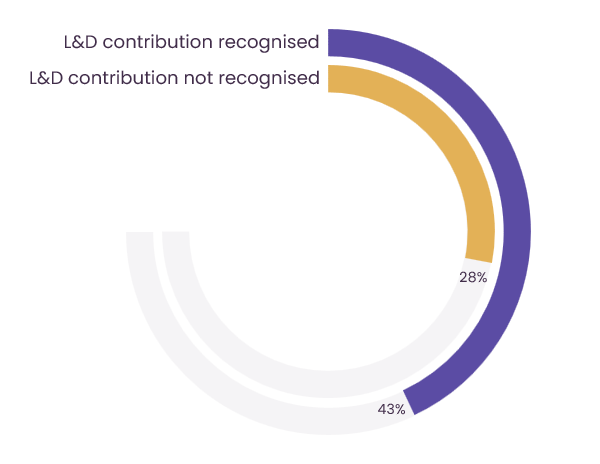 L&D contribution recognised
L&D contribution not recognised
28%
43%